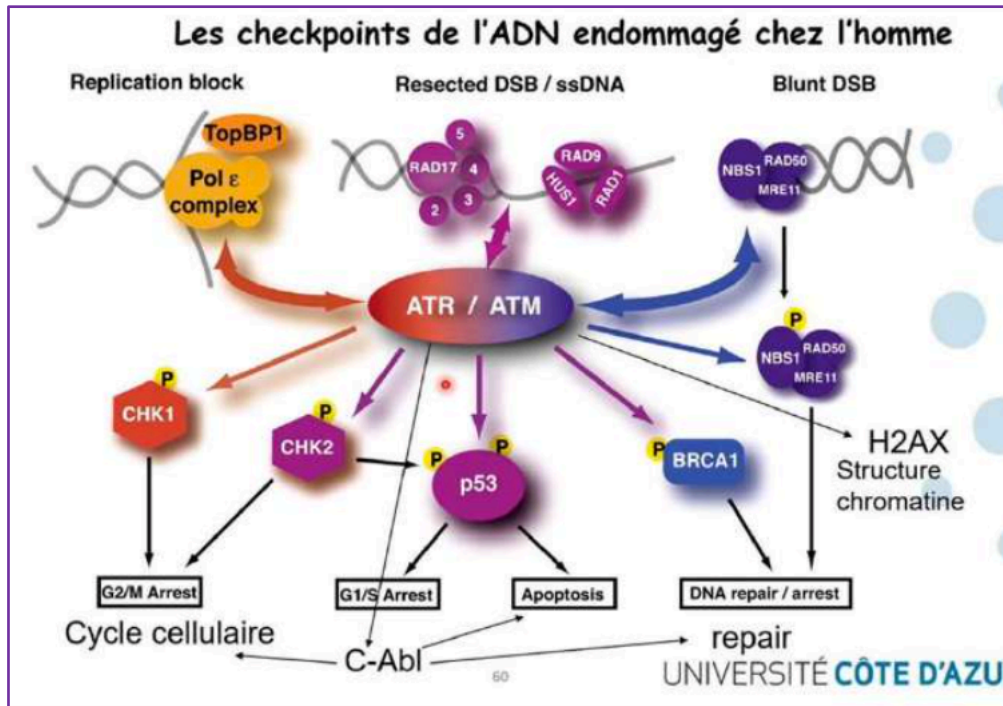 Les checkpoints de l'ADN endommagé chez l'homme
Replication block
Resected DSB / ssDNA
Blunt DSB
TopBP1
Pol ε
complex
5
RAD17
4
2
3
RAD9
HUS1
RAD1
NBS1
RAD50
MRE11
ATR / ATM
P
NBS1
RAD50
MRE11
P
CHK1
P
CHK2
P
P
p53
P
BRCA1
H2AX
Structure
chromatine
G2/M Arrest
G1/S Arrest
Apoptosis
DNA repair / arrest
Cycle cellulaire
C-Abl
repair
60
UNIVERSITÉ CÔTE D'AZU